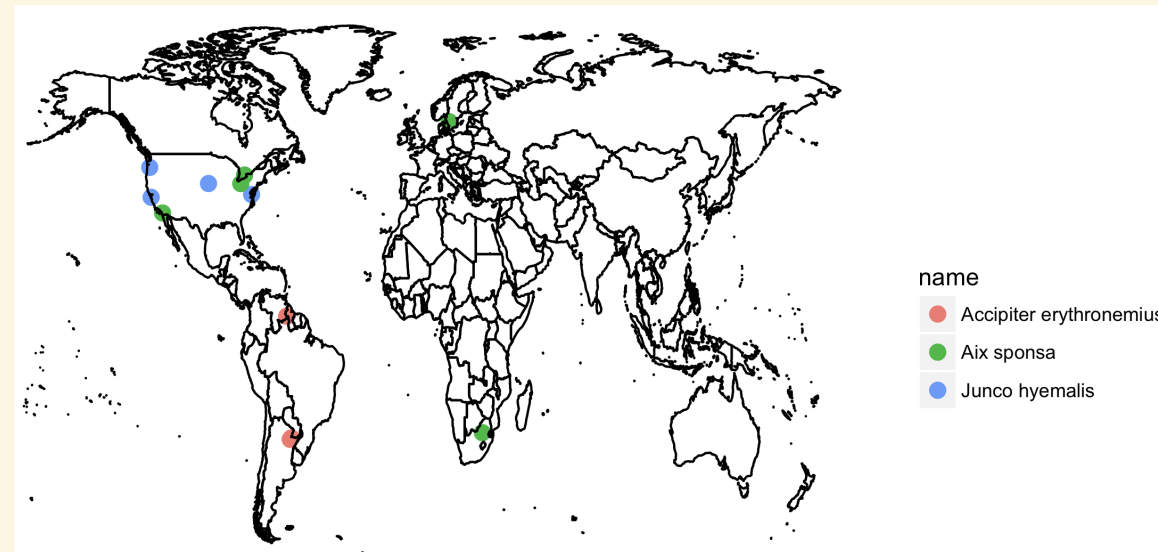 name
Accipiter erythronemius
Aix sponsa
Junco hyemalis